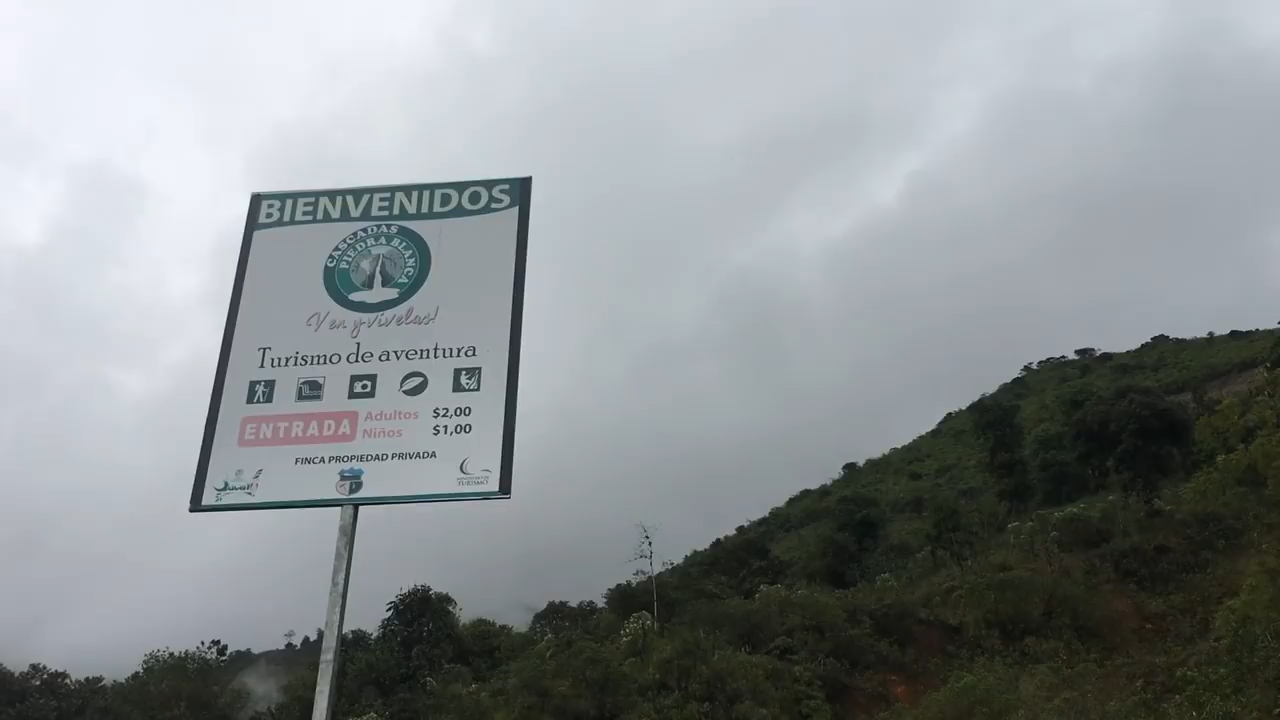 BIENVENIDOS
CASCADAS
PIEDRA BLANCA
Ven y vívelas!
Turismo de aventura
ENTRADA
Adultos $2,00
Niños $1,00
FINCA PROPIEDAD PRIVADA
TURISMO